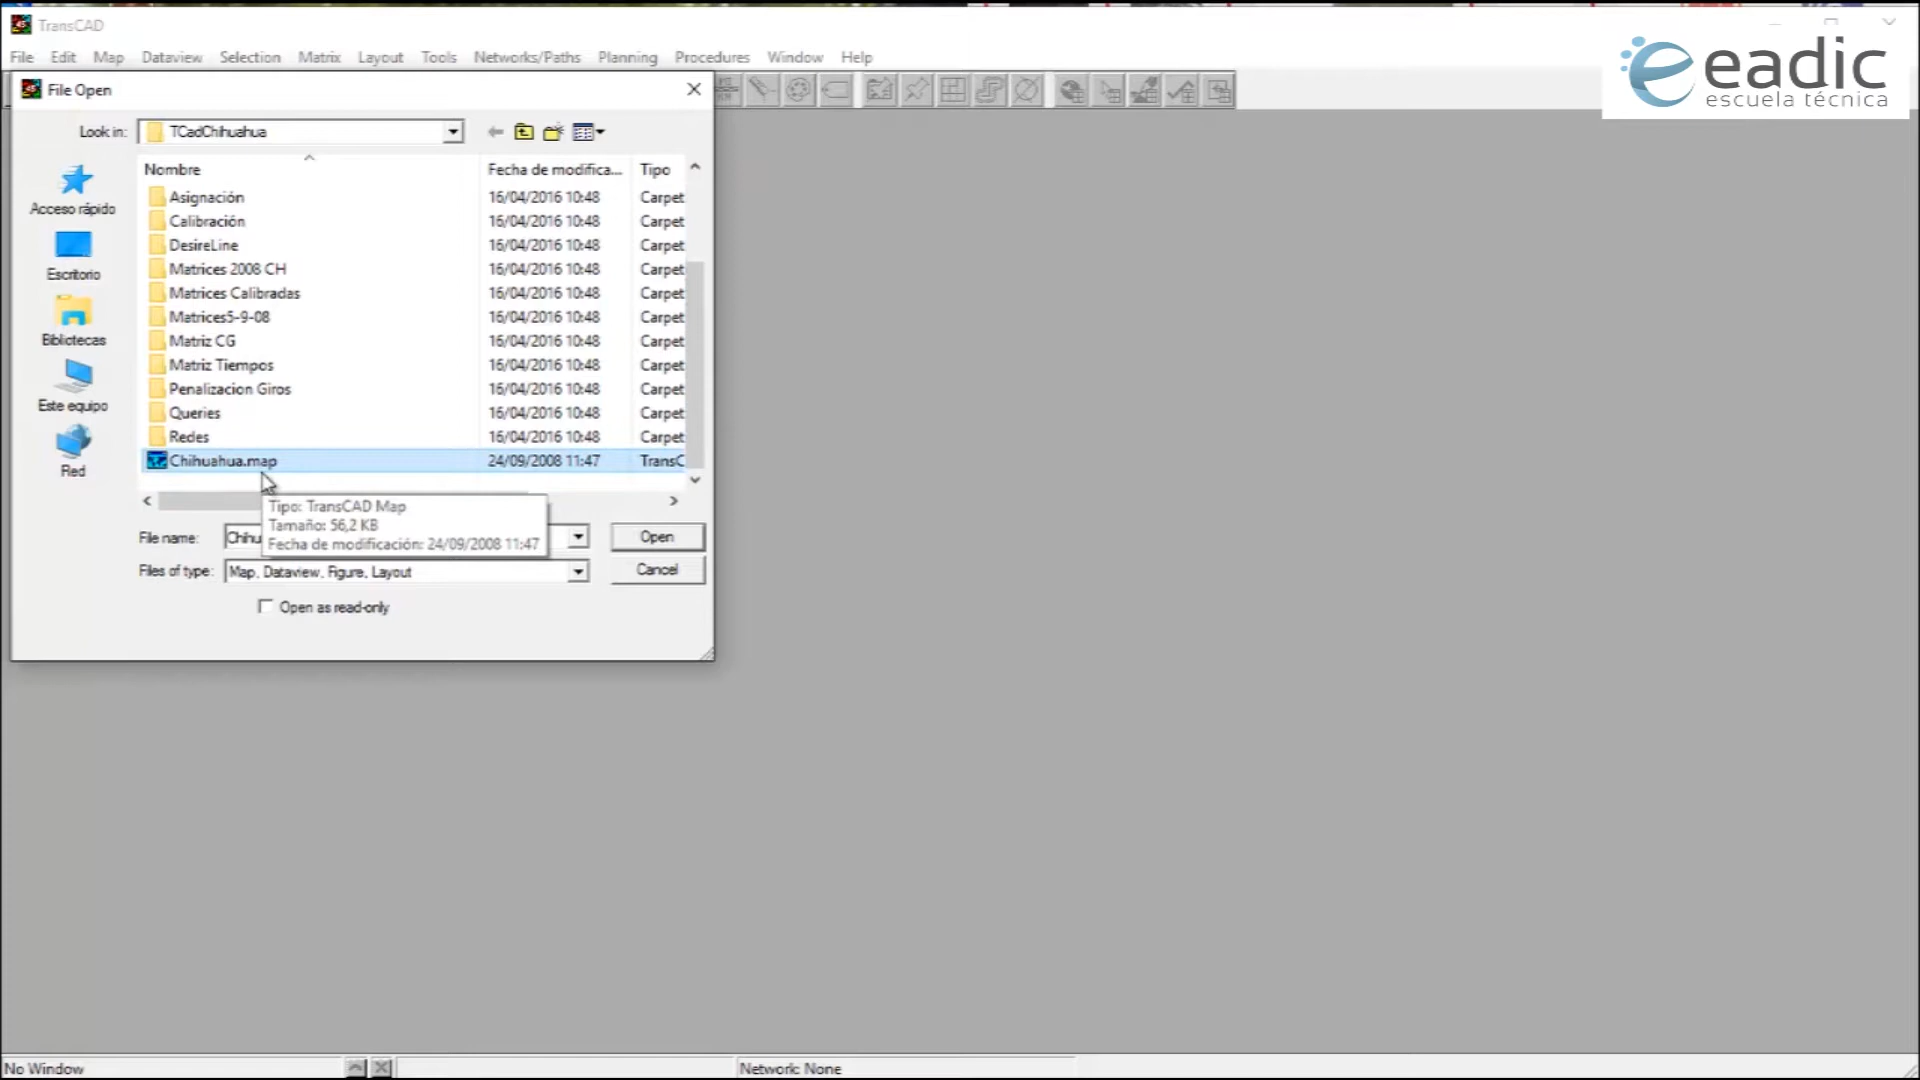 TransCAD
eadic
escuela técnica
File Edit Map Dataview Selection Matrix Layout Tools Networks/Paths Planning Procedures Window Help
File Open
Look in: TCadChihuahua
Nombre Fecha de modifica... Tipo
Asignación 16/04/2016 10:48 Carpet
Calibración 16/04/2016 10:48 Carpet
DesireLine 16/04/2016 10:48 Carpet
Matrices 2008 CH 16/04/2016 10:48 Carpet
Matrices Calibradas 16/04/2016 10:48 Carpet
Matrices5-9-08 16/04/2016 10:48 Carpet
Matriz CG 16/04/2016 10:48 Carpet
Matriz Tiempos 16/04/2016 10:48 Carpet
Penalizacion Giros 16/04/2016 10:48 Carpet
Queries 16/04/2016 10:48 Carpet
Redes 16/04/2016 10:48 Carpet
Chihuahua.map 24/09/2008 11:47 TransC
Acceso rápido
Escritorio
Bibliotecas
Este equipo
Red
Tipo: TransCAD Map
Tamaño: 56,2 KB
Fecha de modificación: 24/09/2008 11:47
File name: Chihu Open
Files of type: Map, Dataview, Figure, Layout Cancel
Open as read-only
No Window Network: None